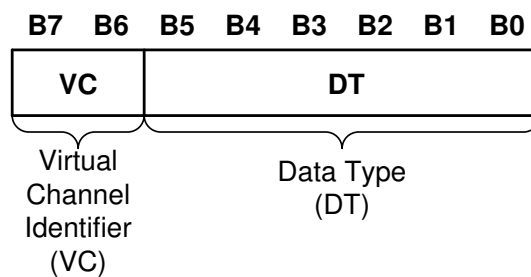 B7 B6 B5 B4 B3 B2 B1 B0
VC DT
Virtual
Channel
Identifier
(VC)
Data Type
(DT)